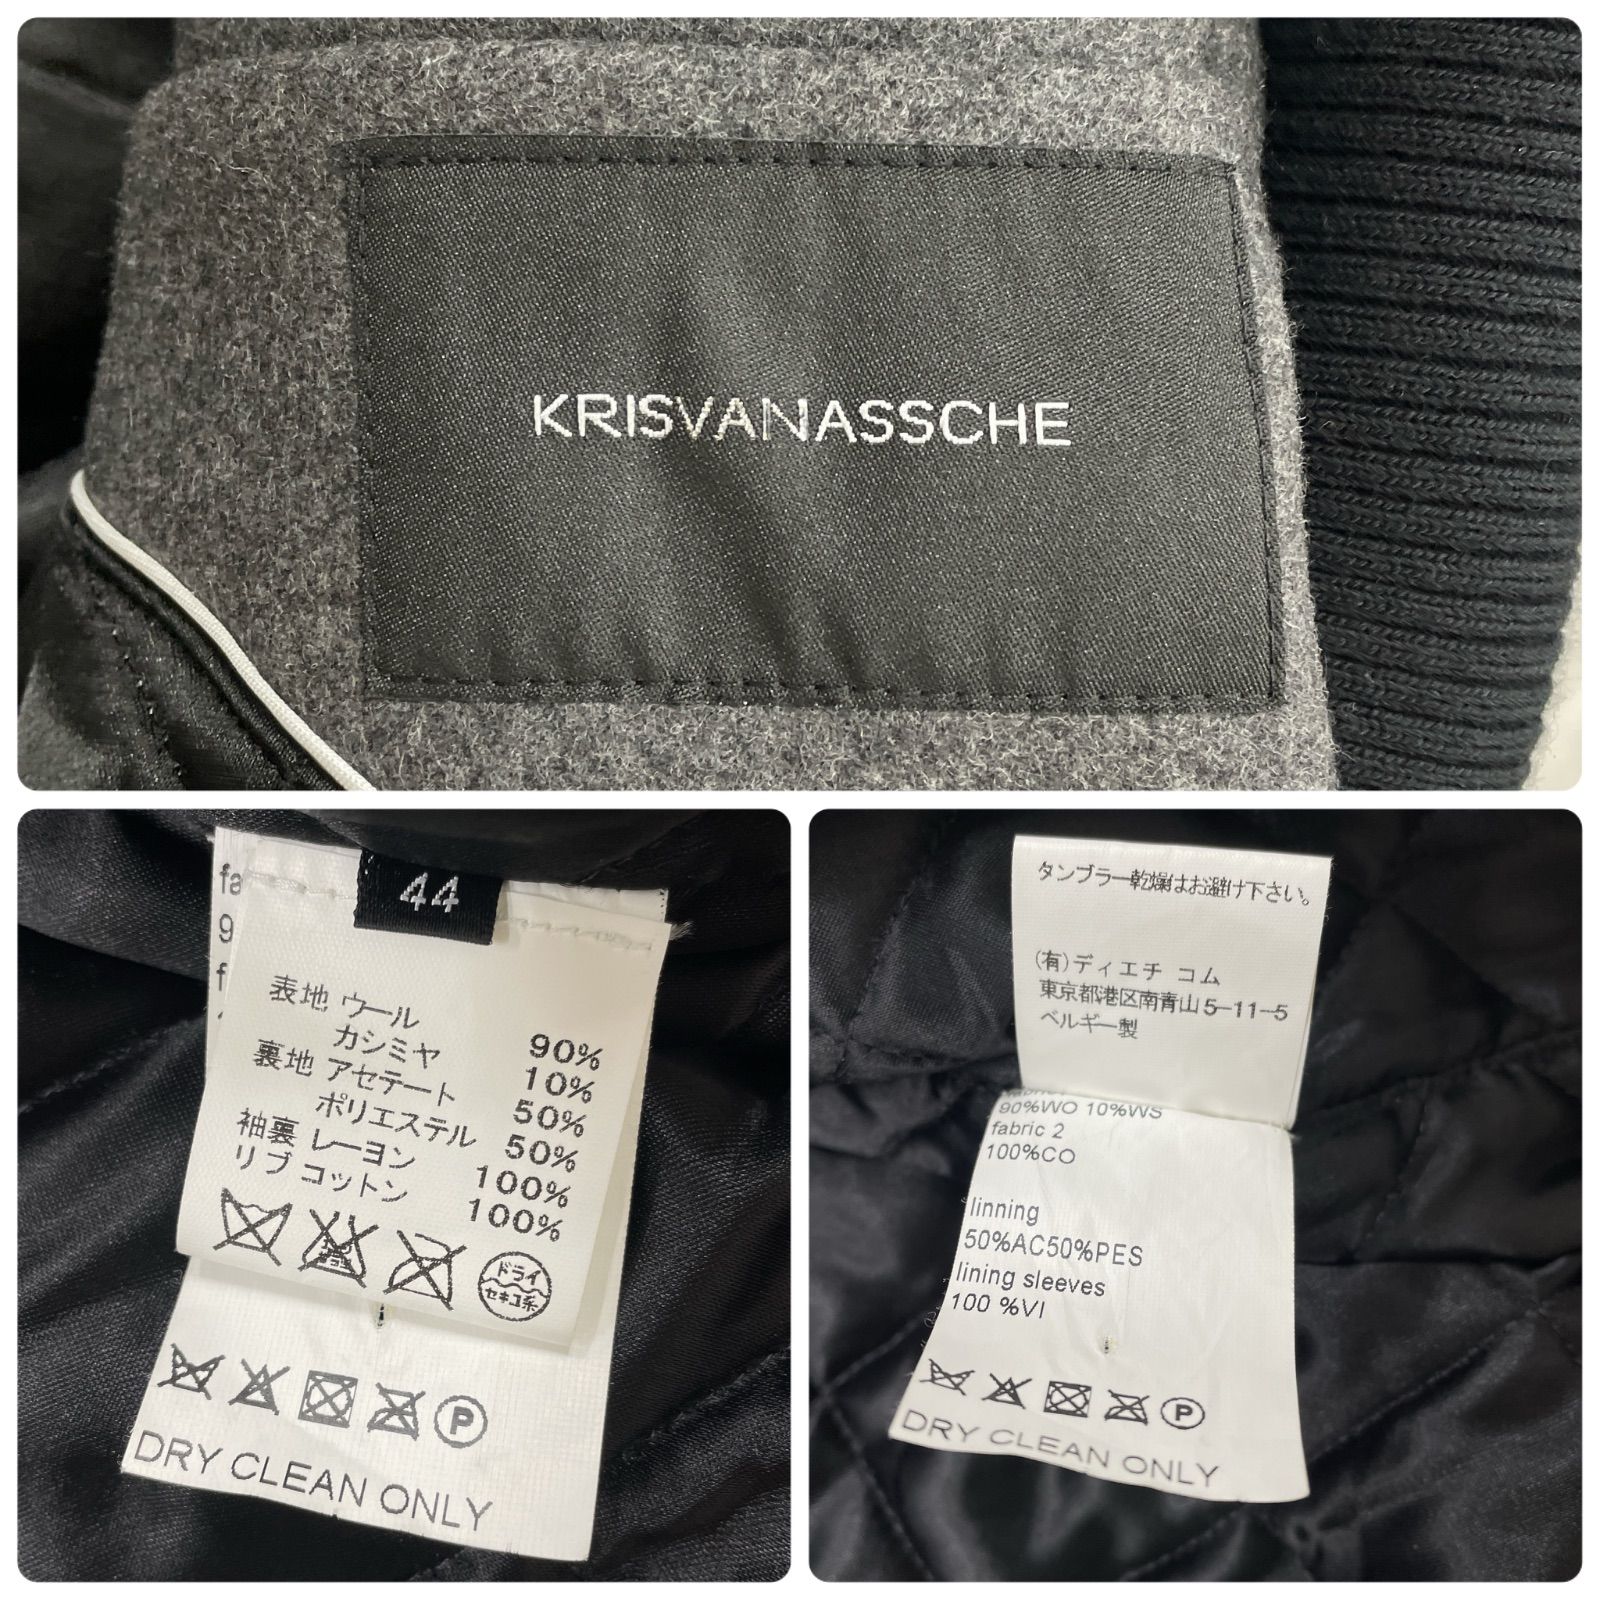 KRISVANASSCHE
fa
9
f
44
表地 ウール 90%
カシミヤ 10%
裏地 アセテート 50%
ポリエステル 50%
袖裏 レーヨン 100%
リブ コットン 100%
ドライ
セキユ系
P
DRY CLEAN ONLY
タンブラー乾燥はお避け下さい。
(有)ディエチ コム
東京都港区南青山5-11-5
ベルギー製
90%WO 10%WS
fabric 2
100%CO
linning
50%AC50%PES
lining sleeves
100 %VI
P
DRY CLEAN ONLY